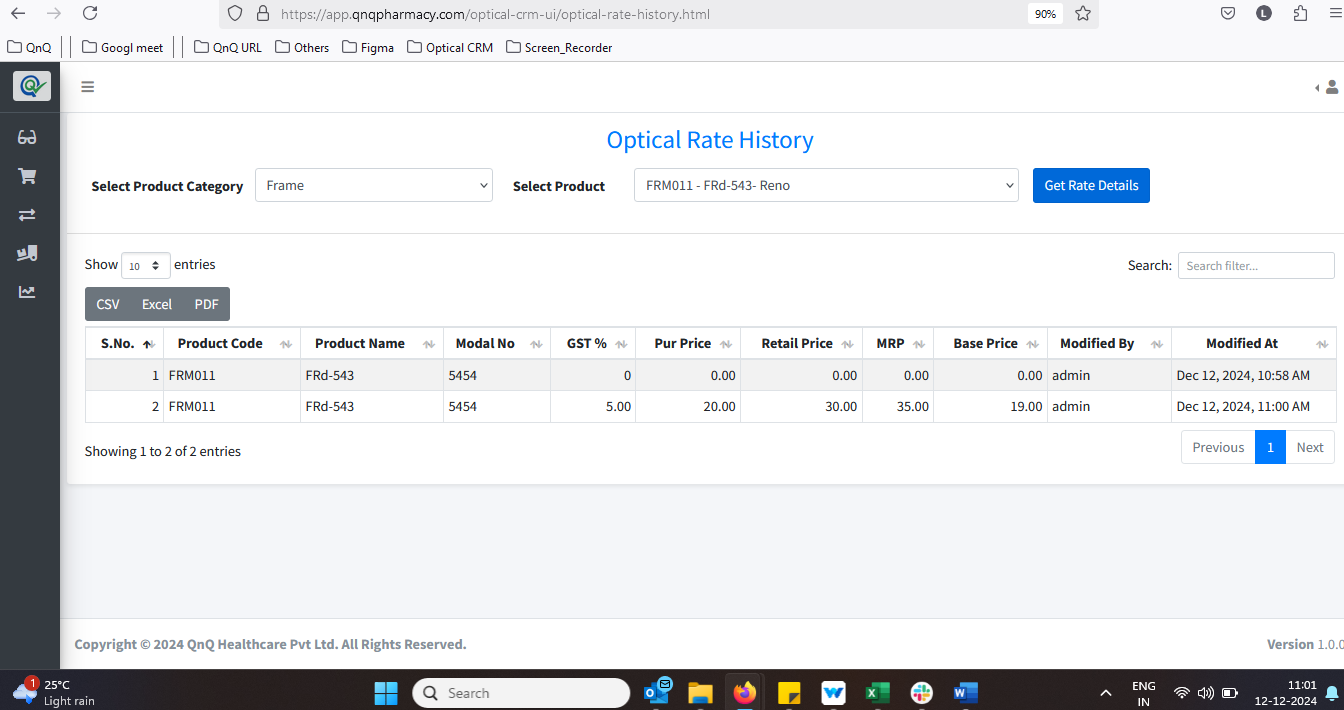 https://app.qnqpharmacy.com/optical-crm-ui/optical-rate-history.html 90% L
QnQ Googl meet QnQ URL Others Figma Optical CRM Screen_Recorder
Optical Rate History
Select Product Category Frame Select Product FRM011 - FRd-543- Reno Get Rate Details
Show 10 entries Search: Search filter...
CSV Excel PDF
S.No. Product Code Product Name Modal No GST % Pur Price Retail Price MRP Base Price Modified By Modified At
1 FRM011 FRd-543 5454 0 0.00 0.00 0.00 0.00 admin Dec 12, 2024, 10:58 AM
2 FRM011 FRd-543 5454 5.00 20.00 30.00 35.00 19.00 admin Dec 12, 2024, 11:00 AM
Showing 1 to 2 of 2 entries Previous 1 Next
Copyright © 2024 QnQ Healthcare Pvt Ltd. All Rights Reserved. Version 1.0.0
1 25°C Search ENG 11:01
Light rain IN 12-12-2024